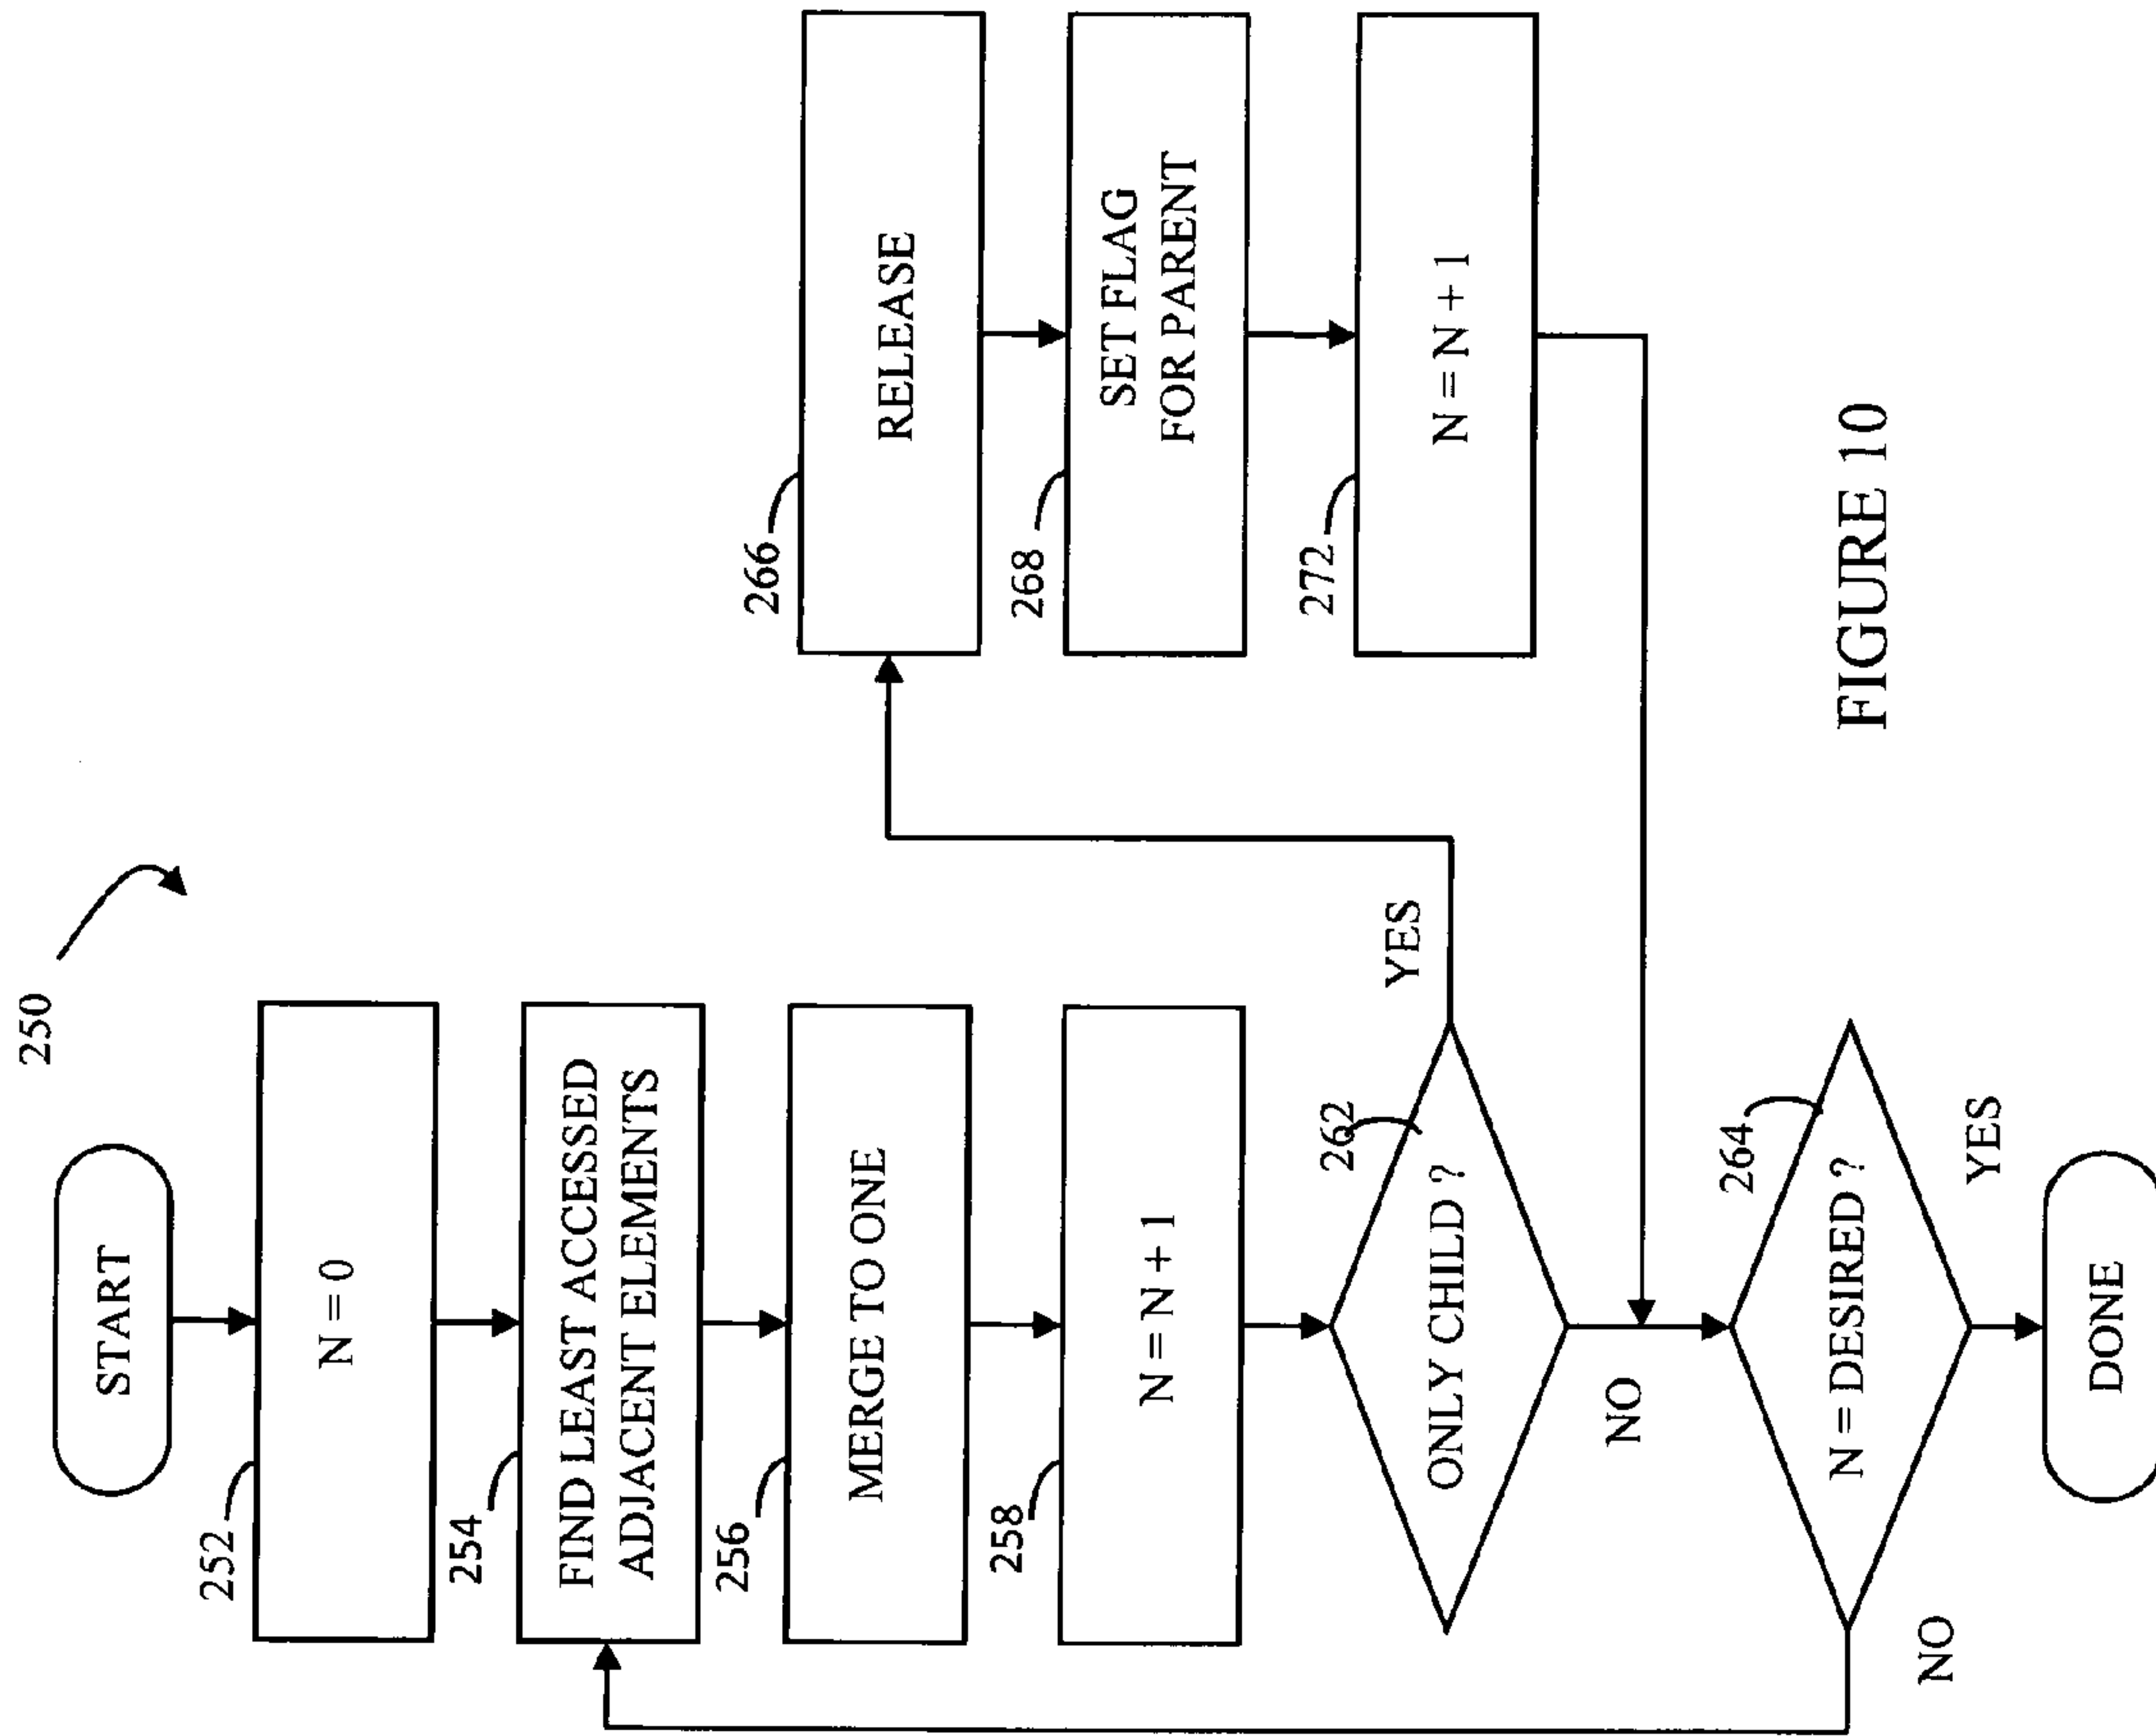 250
START
252
N = 0
254
FIND LEAST ACCESSED
ADJACENT ELEMENTS
256
MERGE TO ONE
258
N = N + 1
262
ONLY CHILD ?
YES
NO
266
RELEASE
268
SET FLAG
FOR PARENT
272
N = N + 1
264
N = DESIRED ?
YES
NO
DONE
FIGURE 10